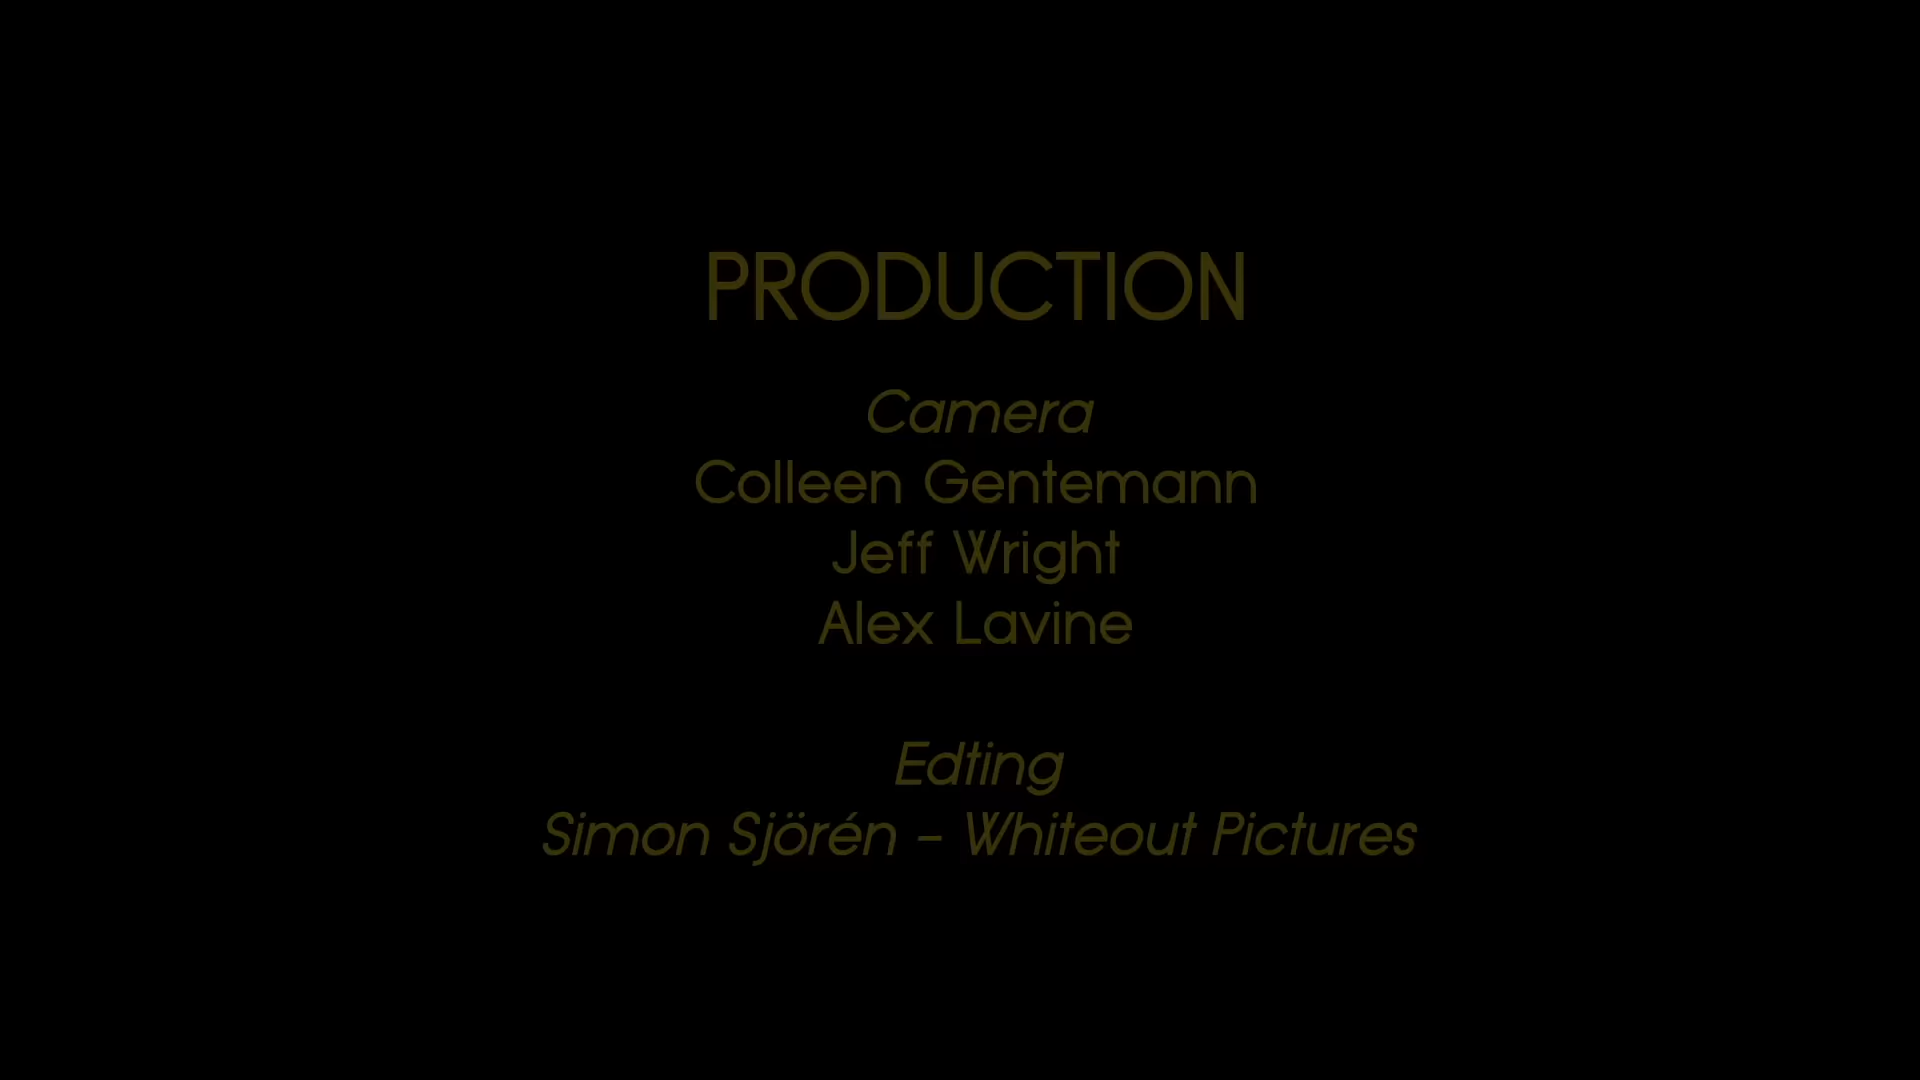 PRODUCTION
Camera
Colleen Gentemann
Jeff Wright
Alex Lavine
Edting
Simon Sjörén - Whiteout Pictures